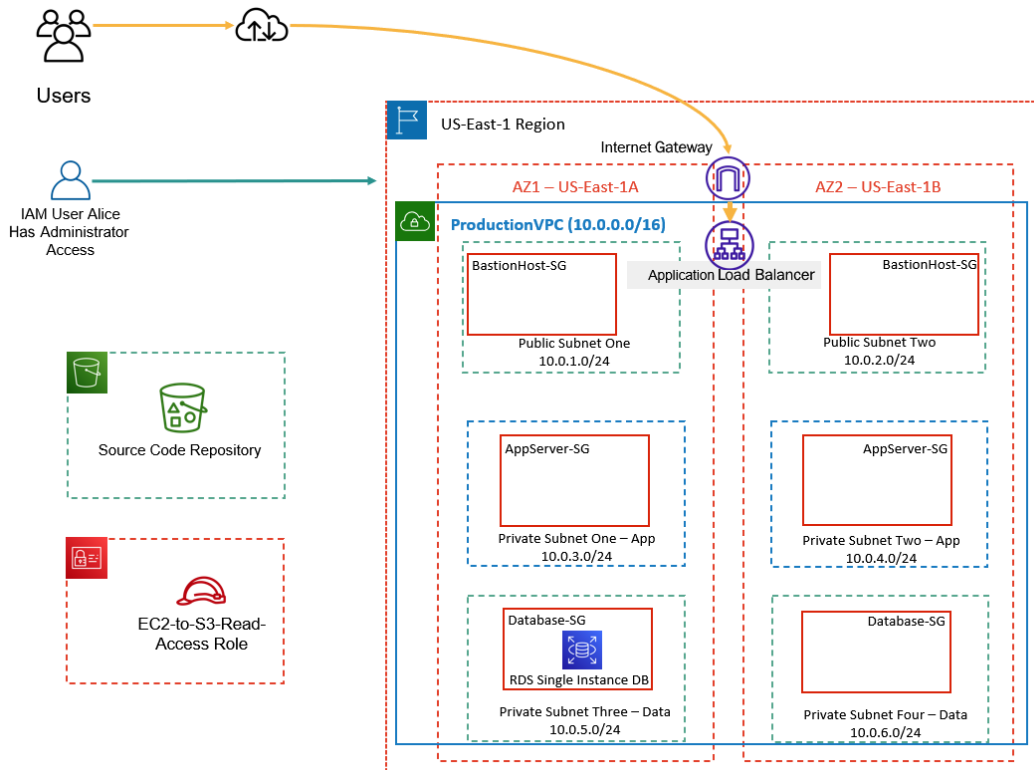 Users
IAM User Alice
Has Administrator
Access
Source Code Repository
EC2-to-S3-Read-
Access Role
US-East-1 Region
Internet Gateway
AZ1 – US-East-1A
AZ2 – US-East-1B
ProductionVPC (10.0.0.0/16)
Application Load Balancer
BastionHost-SG
Public Subnet One
10.0.1.0/24
BastionHost-SG
Public Subnet Two
10.0.2.0/24
AppServer-SG
Private Subnet One – App
10.0.3.0/24
AppServer-SG
Private Subnet Two – App
10.0.4.0/24
Database-SG
RDS Single Instance DB
Private Subnet Three – Data
10.0.5.0/24
Database-SG
Private Subnet Four – Data
10.0.6.0/24